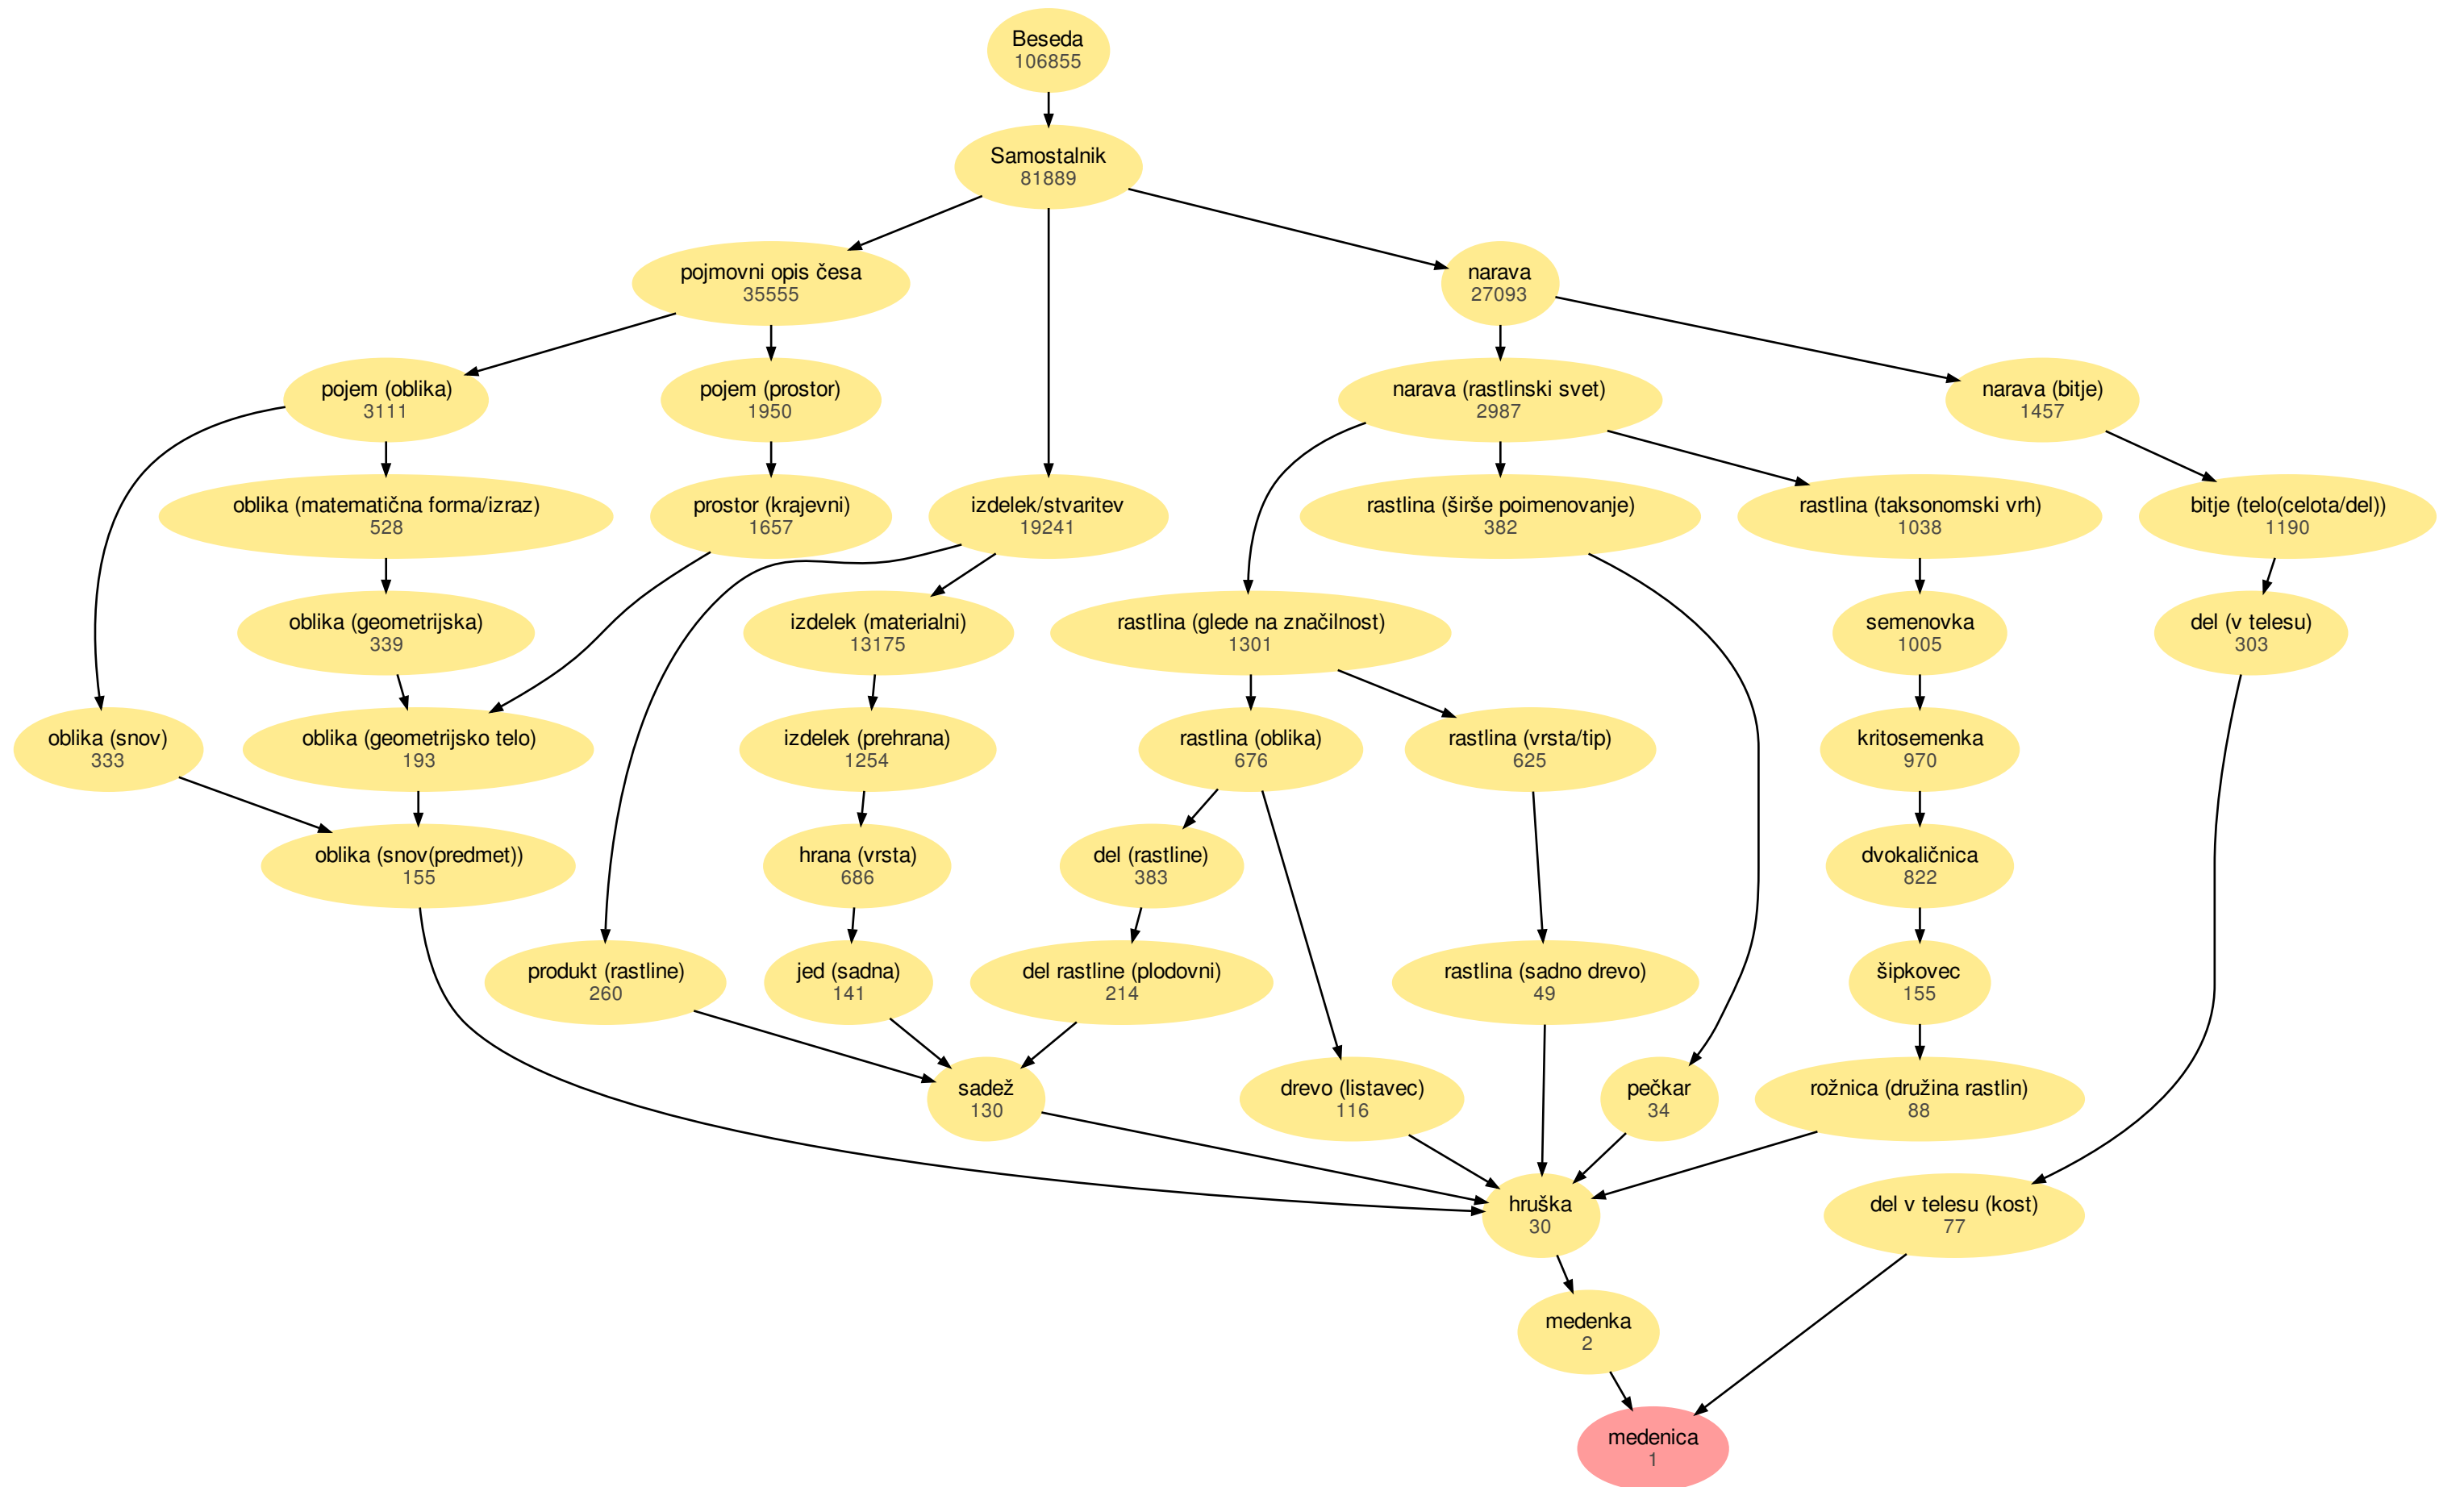 Beseda
106855
Samostalnik
81889
pojmovni opis česa
35555
narava
27093
pojem (oblika)
3111
pojem (prostor)
1950
narava (rastlinski svet)
2987
narava (bitje)
1457
oblika (matematična forma/izraz)
528
prostor (krajevni)
1657
izdelek/stvaritev
19241
rastlina (širše poimenovanje)
382
rastlina (taksonomski vrh)
1038
bitje (telo(celota/del))
1190
oblika (geometrijska)
339
izdelek (materialni)
13175
rastlina (glede na značilnost)
1301
semenovka
1005
del (v telesu)
303
oblika (snov)
333
oblika (geometrijsko telo)
193
izdelek (prehrana)
1254
rastlina (oblika)
676
rastlina (vrsta/tip)
625
kritosemenka
970
oblika (snov(predmet))
155
hrana (vrsta)
686
del (rastline)
383
dvokaličnica
822
produkt (rastline)
260
jed (sadna)
141
del rastline (plodovni)
214
rastlina (sadno drevo)
49
šipkovec
155
sadež
130
drevo (listavec)
116
pečkar
34
rožnica (družina rastlin)
88
hruška
30
del v telesu (kost)
77
medenka
2
medenica
1